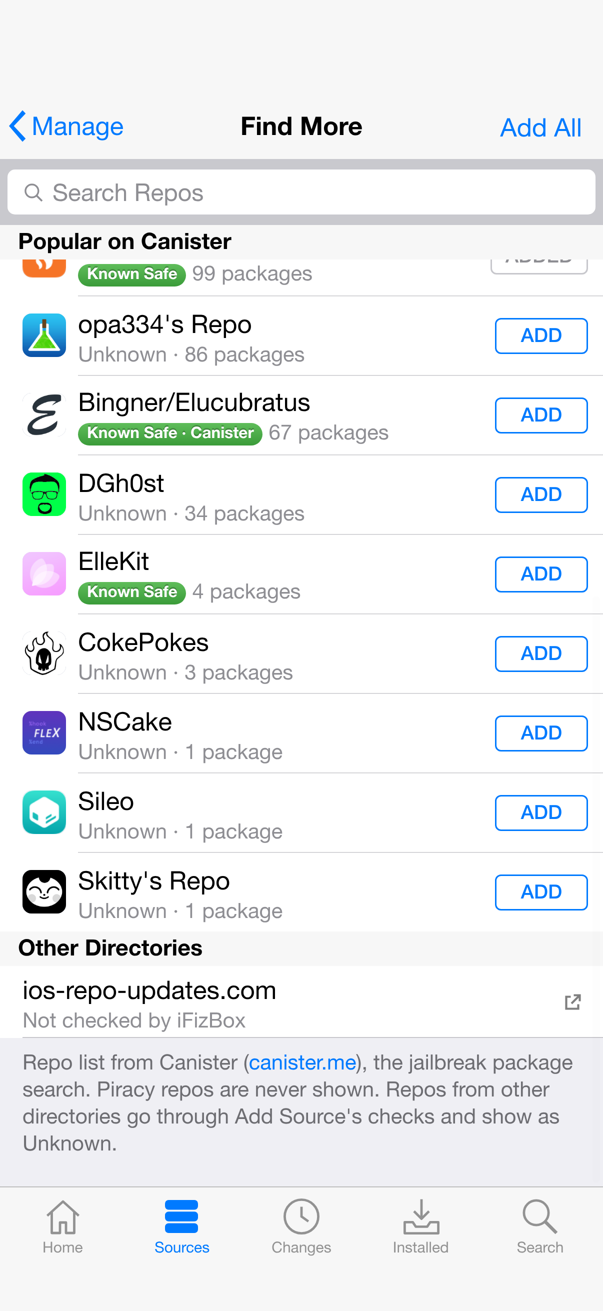 Manage
Find More
Add All
Search Repos
Popular on Canister
ADDED
Known Safe 99 packages
opa334's Repo
Unknown · 86 packages
ADD
Bingner/Elucubratus
Known Safe · Canister 67 packages
ADD
DGh0st
Unknown · 34 packages
ADD
ElleKit
Known Safe 4 packages
ADD
CokePokes
Unknown · 3 packages
ADD
FLEX
NSCake
Unknown · 1 package
ADD
Sileo
Unknown · 1 package
ADD
Skitty's Repo
Unknown · 1 package
ADD
Other Directories
ios-repo-updates.com
Not checked by iFizBox
Repo list from Canister (canister.me), the jailbreak package
search. Piracy repos are never shown. Repos from other
directories go through Add Source's checks and show as
Unknown.
Home
Sources
Changes
Installed
Search